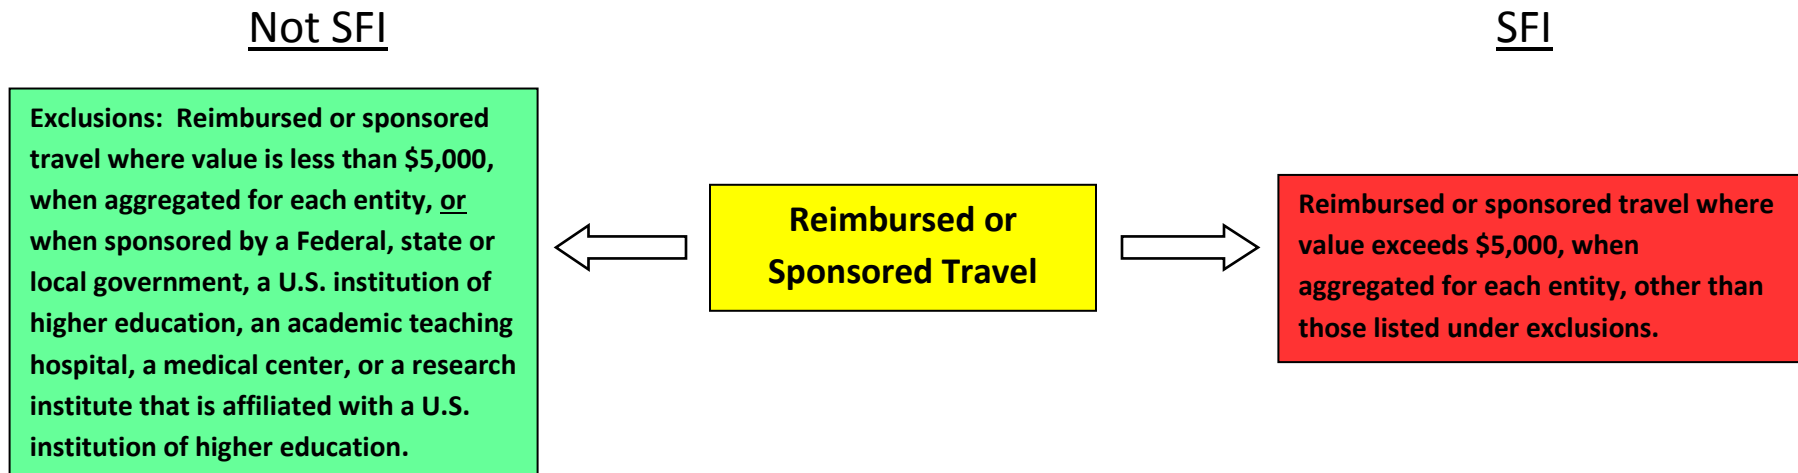 Not SFI
SFI
Exclusions: Reimbursed or sponsored
travel where value is less than $5,000,
when aggregated for each entity, or
when sponsored by a Federal, state or
local government, a U.S. institution of
higher education, an academic teaching
hospital, a medical center, or a research
institute that is affiliated with a U.S.
institution of higher education.
Reimbursed or
Sponsored Travel
Reimbursed or sponsored travel where
value exceeds $5,000, when
aggregated for each entity, other than
those listed under exclusions.